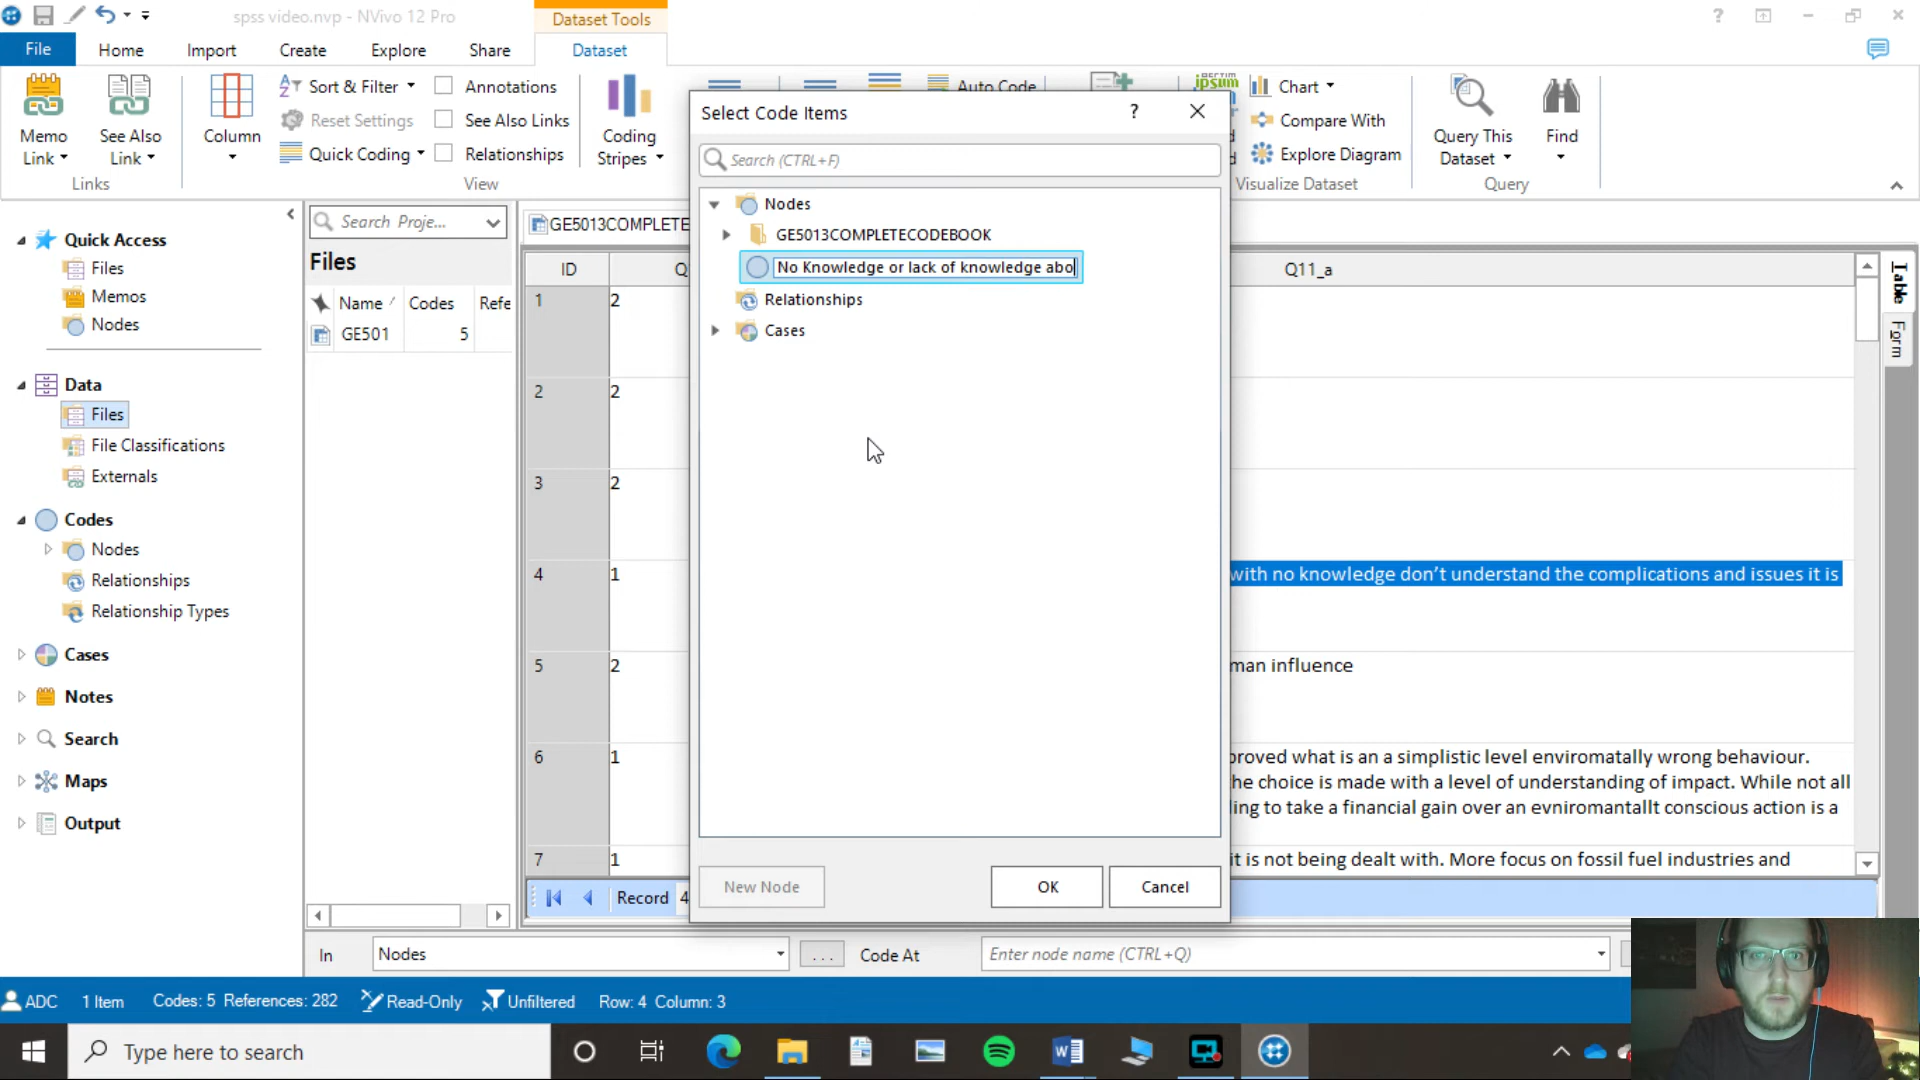 spss video.nvp - NVivo 12 Pro
Dataset Tools
File
Home
Import
Create
Explore
Share
Dataset
Memo Link
See Also Link
Links
Column
Sort & Filter
Reset Settings
Quick Coding
Annotations
See Also Links
Relationships
View
Coding Stripes
Auto Code
Chart
Compare With
Explore Diagram
Visualize Dataset
Query This Dataset
Find
Query
Select Code Items
?
Search (CTRL+F)
Nodes
GE5013COMPLETECODEBOOK
No Knowledge or lack of knowledge abo
Relationships
Cases
New Node
OK
Cancel
Quick Access
Files
Memos
Nodes
Data
Files
File Classifications
Externals
Codes
Nodes
Relationships
Relationship Types
Cases
Notes
Search
Maps
Output
Search Proje...
Files
Name
Codes
Refe
GE501
5
GE5013COMPLETE
ID
Q
Q11_a
1
2
2
2
3
2
4
1
with no knowledge don't understand the complications and issues it is
5
2
man influence
6
1
proved what is an a simplistic level enviromatally wrong behaviour.
he choice is made with a level of understanding of impact. While not all
ling to take a financial gain over an evniromantallt conscious action is a
7
1
it is not being dealt with. More focus on fossil fuel industries and
Table
Form
Record
4
In
Nodes
...
Code At
Enter node name (CTRL+Q)
ADC
1 Item
Codes: 5 References: 282
Read-Only
Unfiltered
Row: 4 Column: 3
Type here to search